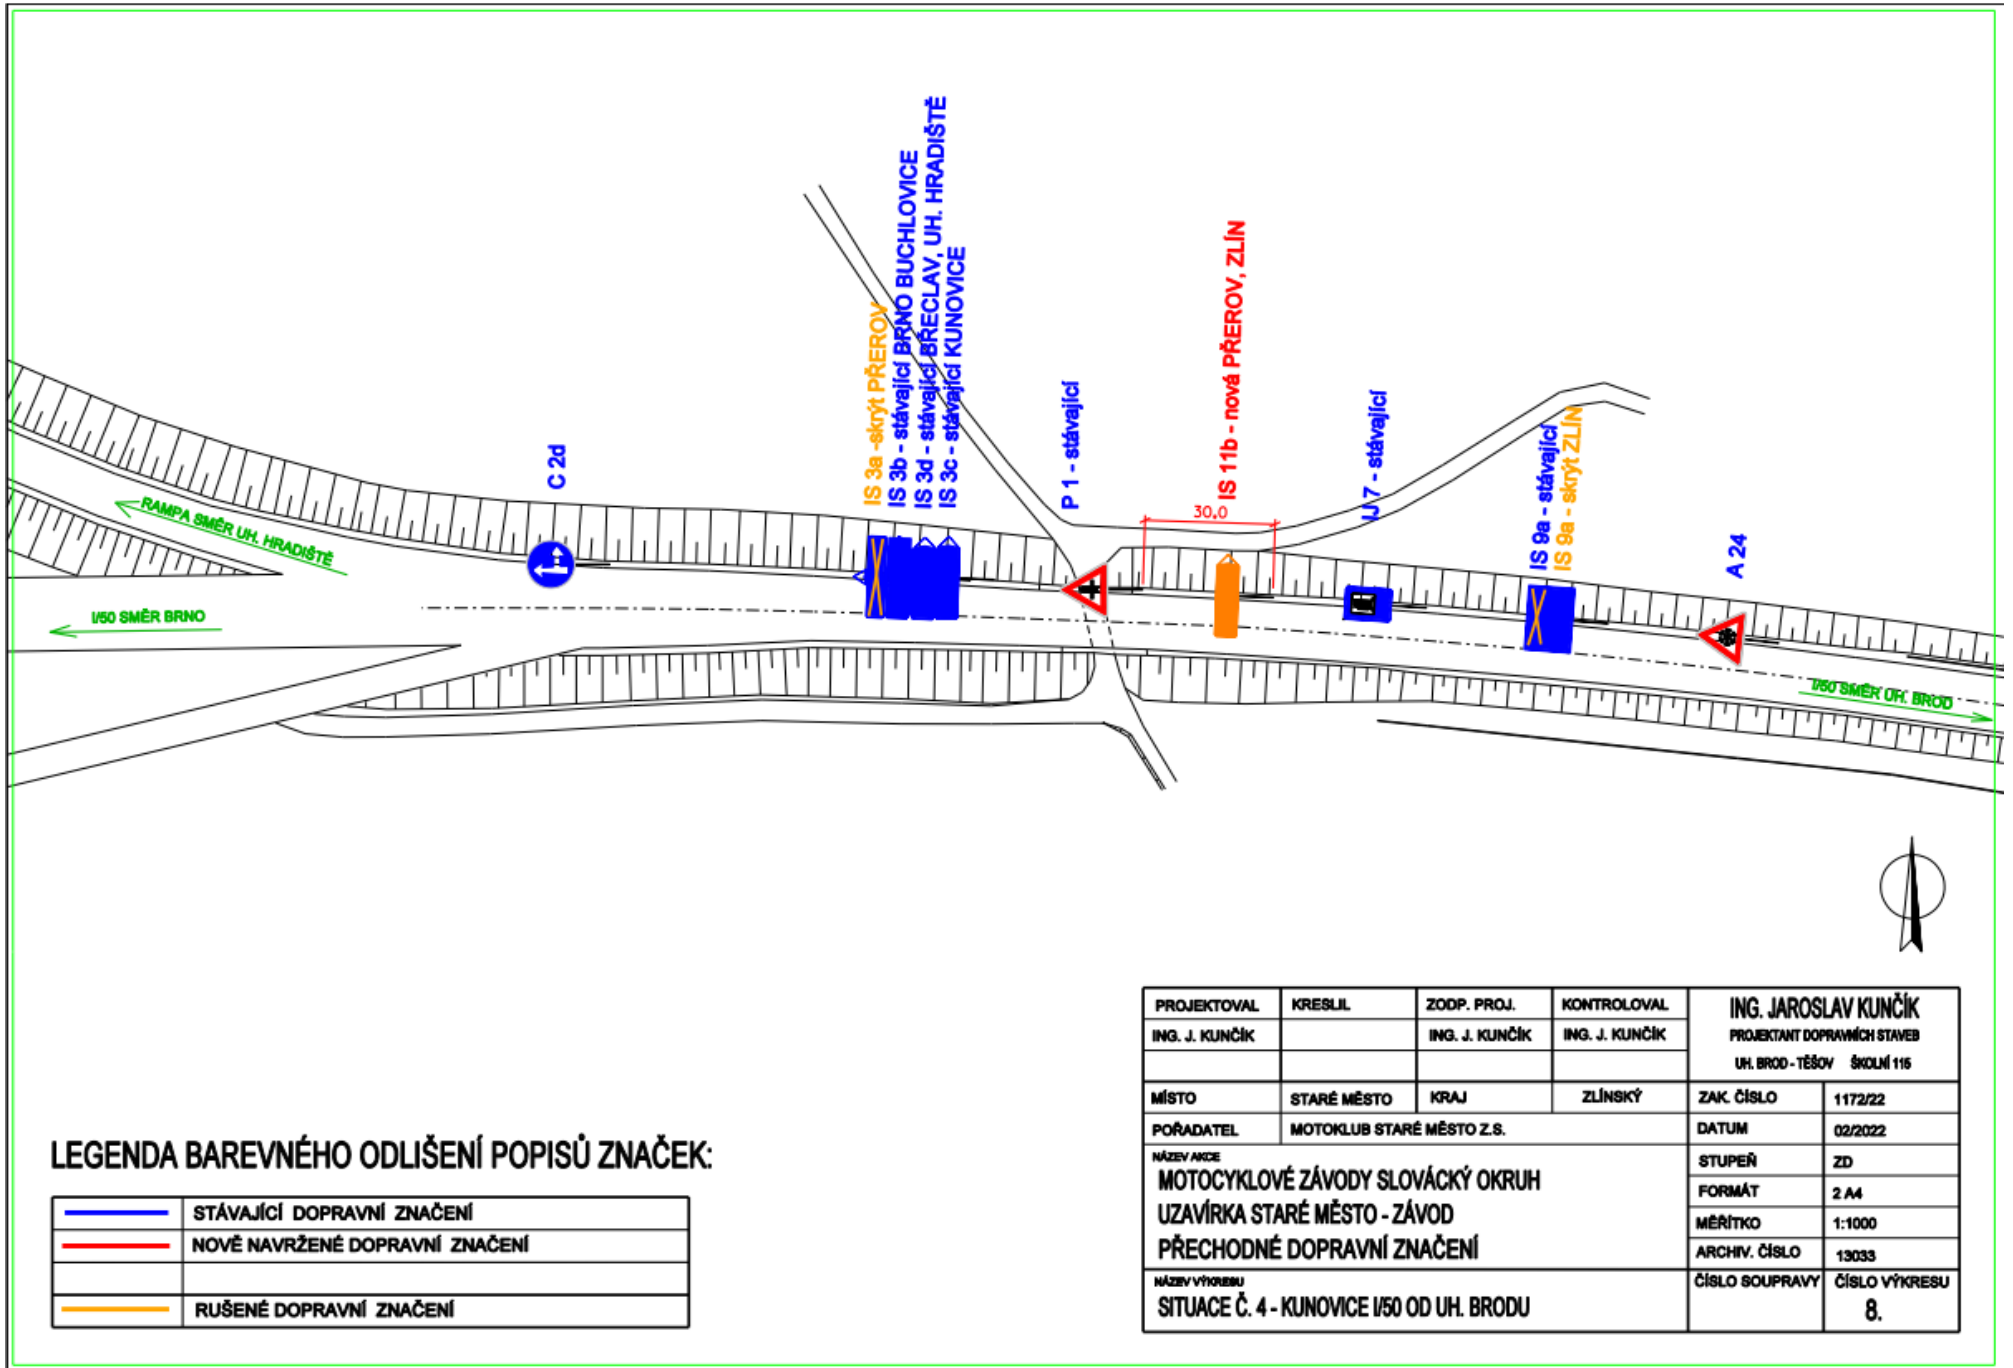 C 2d
IS 3a -skrýt PŘEROV
IS 3b - stávající BRNO BUCHLOVICE
IS 3d - stávající BŘECLAV, UH. HRADIŠTĚ
IS 3c - stávající KUNOVICE
P 1 - stávající
IS 11b - nová PŘEROV, ZLÍN
30,0
IJ 7 - stávající
IS 9a - stávající
IS 9a - skrýt ZLÍN
A 24
RAMPA SMĚR UH. HRADIŠTĚ
I/50 SMĚR BRNO
I/50 SMĚR UH. BROD
LEGENDA BAREVNÉHO ODLIŠENÍ POPISŮ ZNAČEK:
STÁVAJÍCÍ DOPRAVNÍ ZNAČENÍ
NOVĚ NAVRŽENÉ DOPRAVNÍ ZNAČENÍ
RUŠENÉ DOPRAVNÍ ZNAČENÍ
PROJEKTOVAL KRESLIL ZODP. PROJ. KONTROLOVAL
ING. J. KUNČÍK ING. J. KUNČÍK ING. J. KUNČÍK
ING. JAROSLAV KUNČÍK
PROJEKTANT DOPRAVNÍCH STAVEB
UH. BROD - TĚŠOV ŠKOLNÍ 115
MÍSTO STARÉ MĚSTO KRAJ ZLÍNSKÝ
ZAK. ČÍSLO 1172/22
POŘADATEL MOTOKLUB STARÉ MĚSTO Z.S.
DATUM 02/2022
NÁZEV AKCE
MOTOCYKLOVÉ ZÁVODY SLOVÁCKÝ OKRUH
UZAVÍRKA STARÉ MĚSTO - ZÁVOD
PŘECHODNÉ DOPRAVNÍ ZNAČENÍ
STUPEŇ ZD
FORMÁT 2 A4
MĚŘÍTKO 1:1000
ARCHIV. ČÍSLO 13033
NÁZEV VÝKRESU
SITUACE Č. 4 - KUNOVICE I/50 OD UH. BRODU
ČÍSLO SOUPRAVY ČÍSLO VÝKRESU
8.